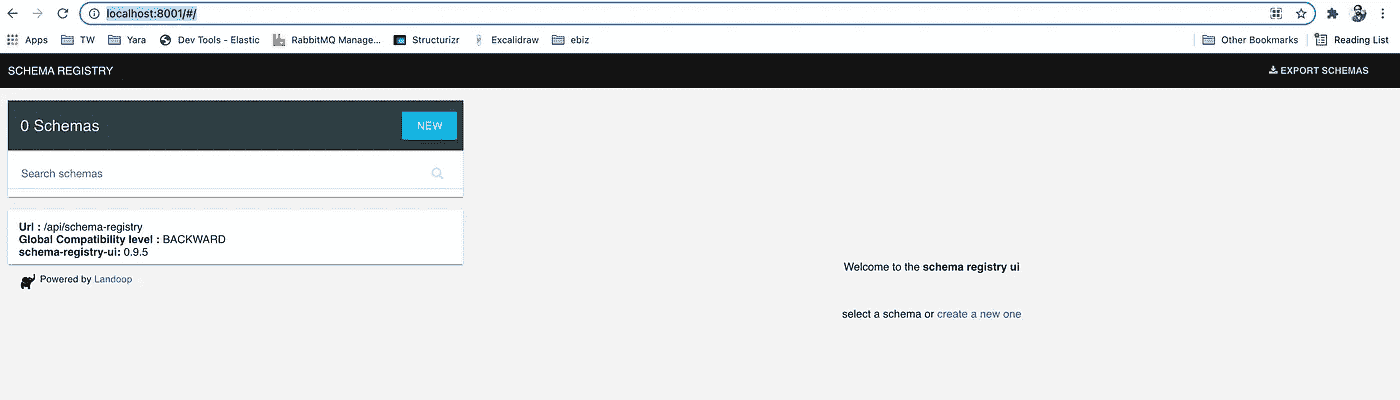 localhost:8001/#/
Apps TW Yara Dev Tools - Elastic RabbitMQ Manage... Structurizr Excalidraw ebiz Other Bookmarks Reading List
SCHEMA REGISTRY EXPORT SCHEMAS
0 Schemas NEW
Search schemas
Url : /api/schema-registry
Global Compatibility level : BACKWARD
schema-registry-ui: 0.9.5
Powered by Landoop
Welcome to the schema registry ui
select a schema or create a new one